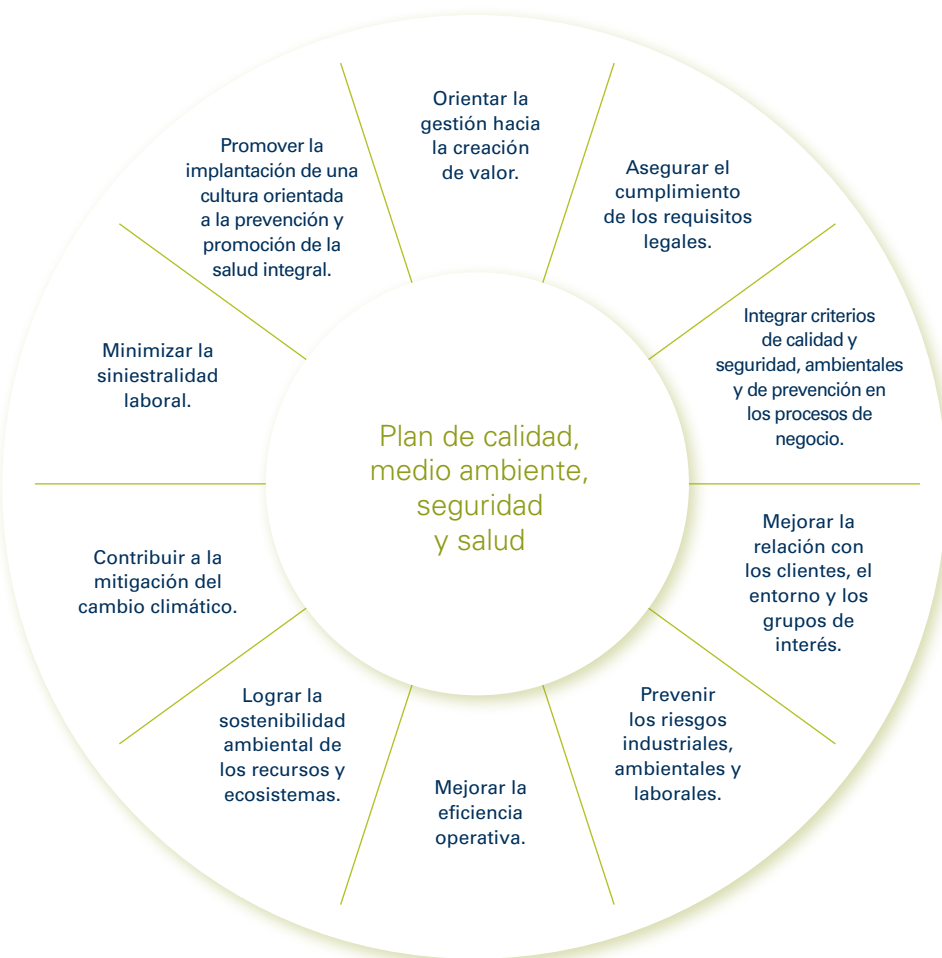 Orientar la
gestión hacia
la creación
de valor.
Asegurar el
cumplimiento
de los requisitos
legales.
Integrar criterios
de calidad y
seguridad, ambientales
y de prevención en
los procesos de
negocio.
Mejorar la
relación con
los clientes, el
entorno y los
grupos de
interés.
Prevenir
los riesgos
industriales,
ambientales y
laborales.
Mejorar la
eficiencia
operativa.
Lograr la
sostenibilidad
ambiental de
los recursos y
ecosistemas.
Contribuir a la
mitigación del
cambio climático.
Minimizar la
siniestralidad
laboral.
Promover la
implantación de una
cultura orientada
a la prevención y
promoción de la
salud integral.
Plan de calidad,
medio ambiente,
seguridad
y salud